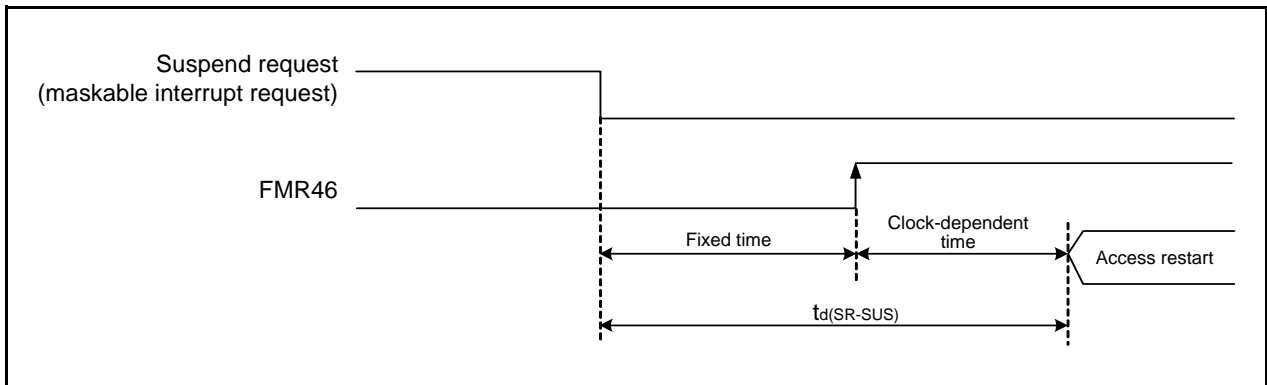 Suspend request
(maskable interrupt request)
FMR46
Fixed time
Clock-dependent
time
Access restart
td(SR-SUS)